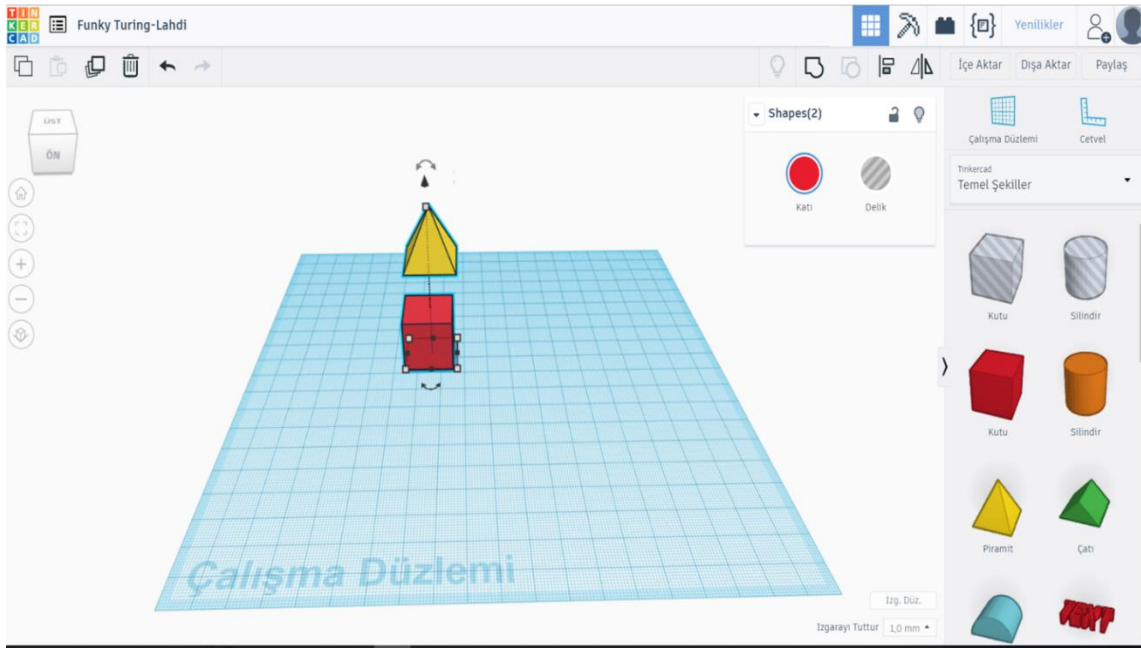 TIN
KER
CAD
Funky Turing-Lahdi
Yenilikler
İçe Aktar
Dışa Aktar
Paylaş
ÜST
ÖN
Shapes(2)
Katı
Delik
Çalışma Düzlemi
Cetvel
Tinkercad
Temel Şekiller
Kutu
Silindir
Kutu
Silindir
Piramit
Çatı
TEXT
Çalışma Düzlemi
Izg. Düz.
Izgarayı Tuttur
1,0 mm